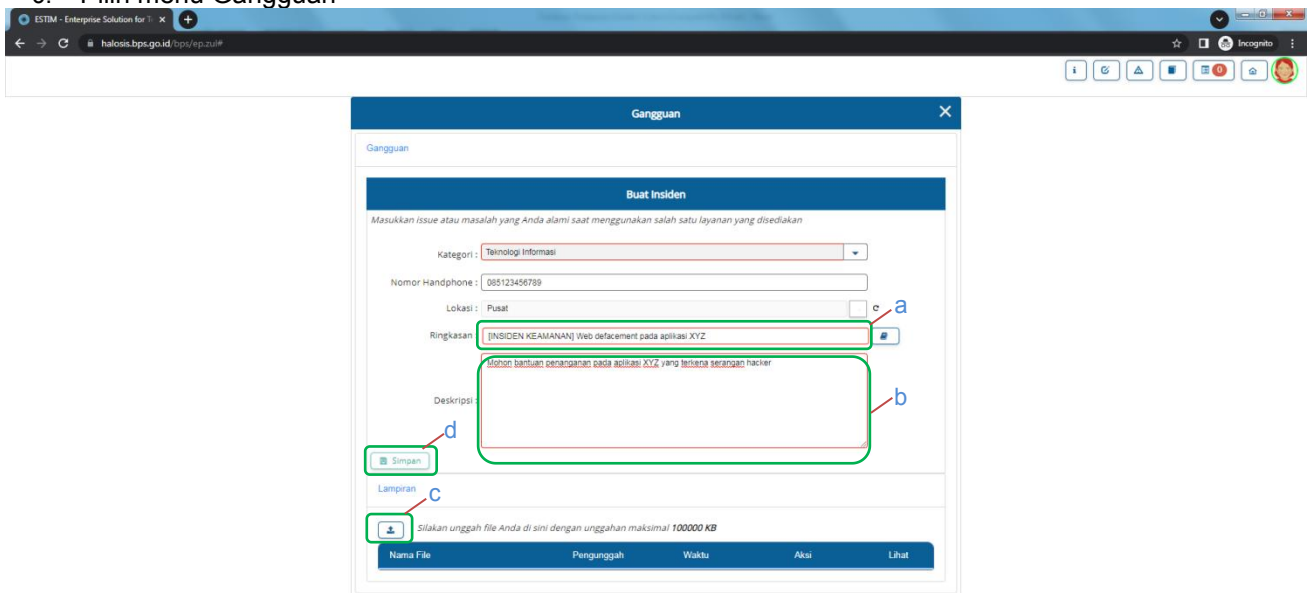 Pilih menu Gangguan
ESTIM - Enterprise Solution for T
halosis.bps.go.id/bps/ep.zul#
Incognito
i
0
Gangguan
Gangguan
Buat Insiden
Masukkan issue atau masalah yang Anda alami saat menggunakan salah satu layanan yang disediakan
Kategori : Teknologi Informasi
Nomor Handphone : 085123456789
Lokasi : Pusat
a
Ringkasan [INSIDEN KEAMANAN] Web defacement pada aplikasi XYZ
Mohon bantuan penanganan pada aplikasi XYZ yang terkena serangan hacker
Deskripsi :
b
d
Simpan
Lampiran
c
Silakan unggah file Anda di sini dengan unggahan maksimal 100000 KB
Nama File Pengunggah Waktu Aksi Lihat